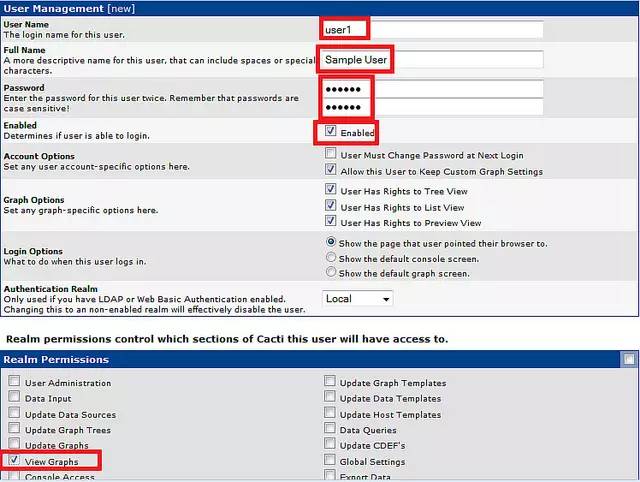 User Management [new]
User Name
The login name for this user.
user1
Full Name
A more descriptive name for this user, that can include spaces or special
characters.
Sample User
Password
Enter the password for this user twice. Remember that passwords are
case sensitive!
●●●●●●
●●●●●●
Enabled
Determines if user is able to login.
Enabled
Account Options
Set any user account-specific options here.
User Must Change Password at Next Login
Allow this User to Keep Custom Graph Settings
Graph Options
Set any graph-specific options here.
User Has Rights to Tree View
User Has Rights to List View
User Has Rights to Preview View
Login Options
What to do when this user logs in.
Show the page that user pointed their browser to.
Show the default console screen.
Show the default graph screen.
Authentication Realm
Only used if you have LDAP or Web Basic Authentication enabled.
Changing this to an non-enabled realm will effectively disable the user.
Local
Realm permissions control which sections of Cacti this user will have access to.
Realm Permissions
User Administration
Data Input
Update Data Sources
Update Graph Trees
Update Graphs
View Graphs
Console Access
Update Graph Templates
Update Data Templates
Update Host Templates
Data Queries
Update CDEF's
Global Settings
Export Data